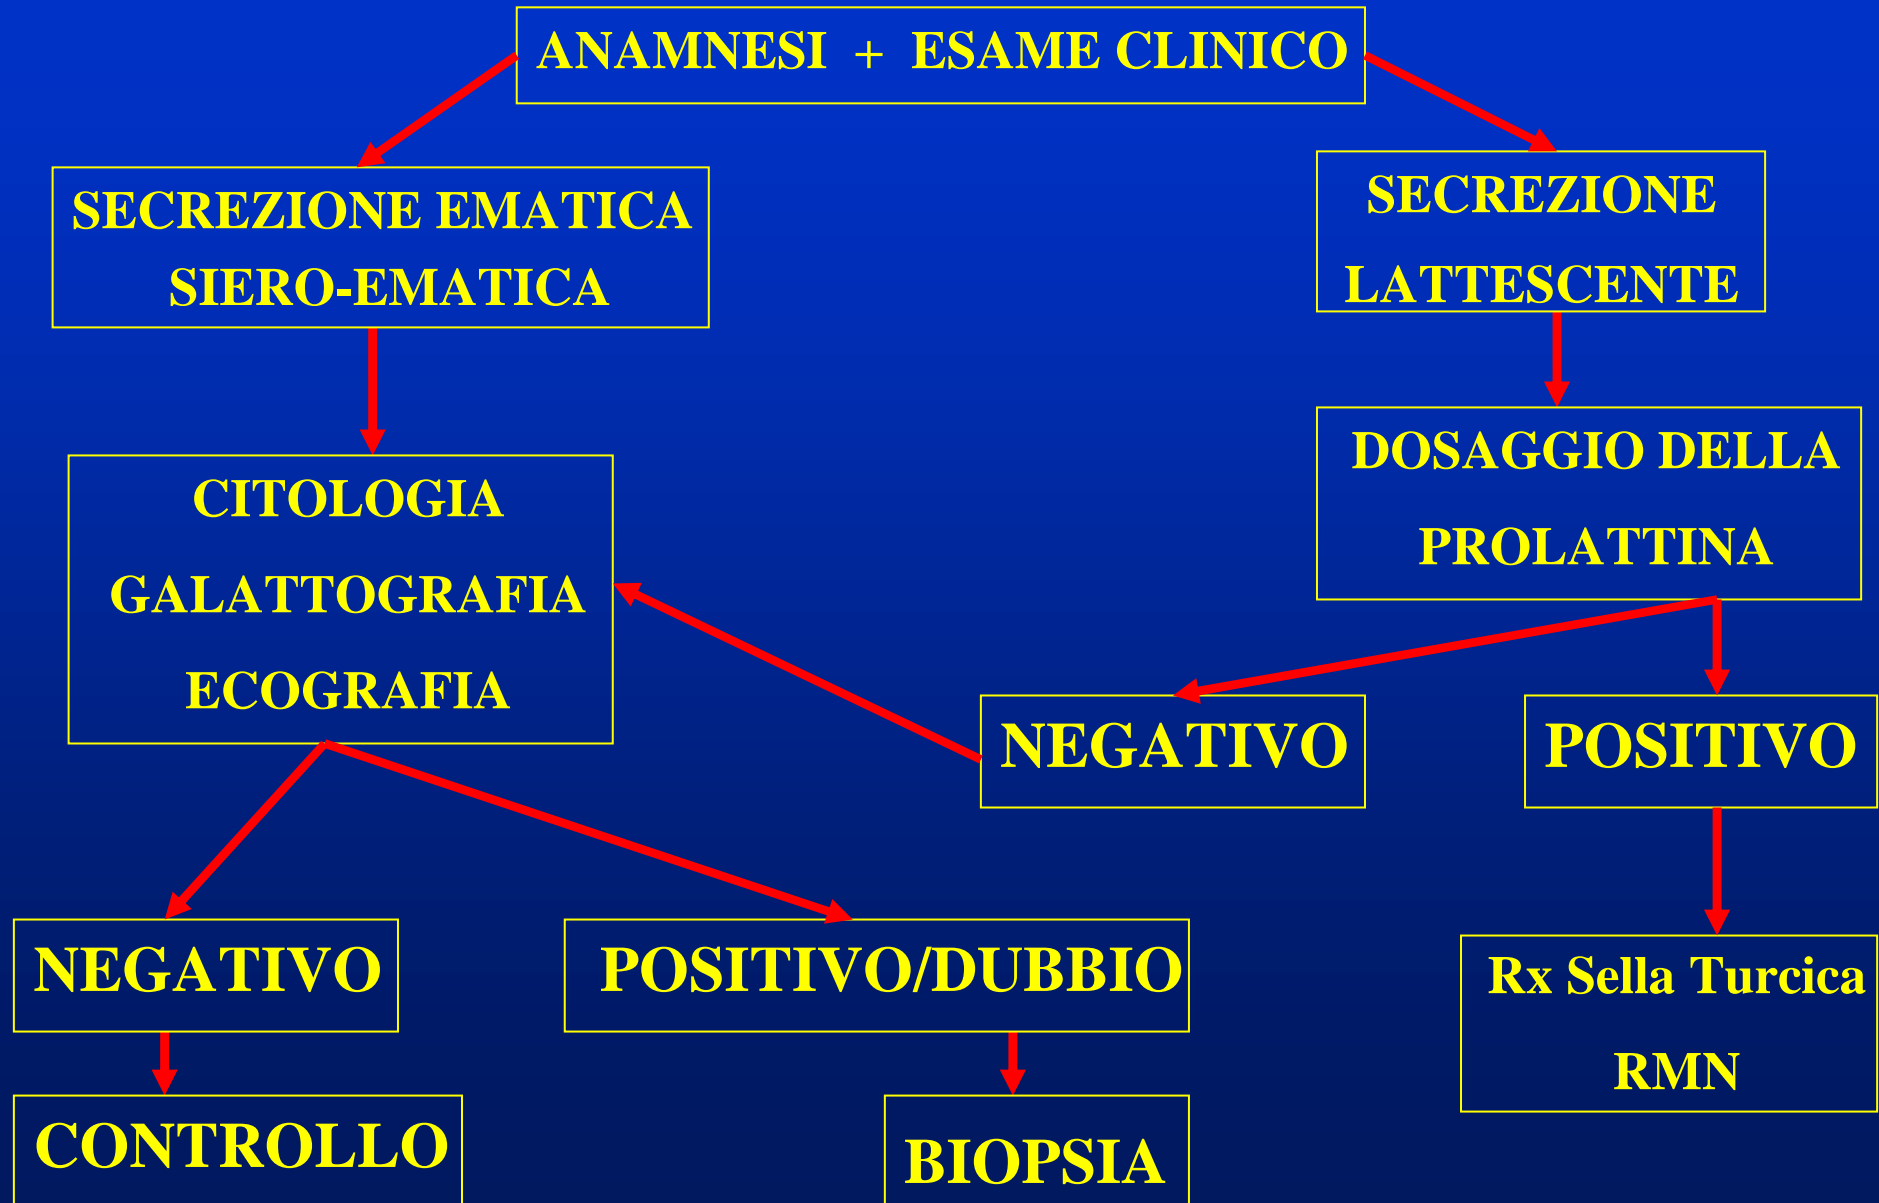 ANAMNESI + ESAME CLINICO
SECREZIONE EMATICA
SIERO-EMATICA
SECREZIONE
LATTESCENTE
CITOLOGIA
GALATTOGRAFIA
ECOGRAFIA
DOSAGGIO DELLA
PROLATTINA
NEGATIVO
POSITIVO
NEGATIVO
POSITIVO/DUBBIO
Rx Sella Turcica
RMN
CONTROLLO
BIOPSIA